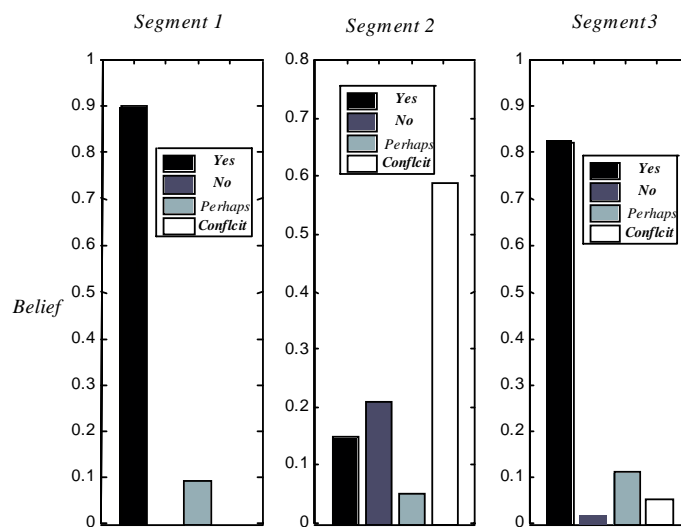 Segment 1
Segment 2
Segment3
Belief
1
0.9
0.8
0.7
0.6
0.5
0.4
0.3
0.2
0.1
0
Yes
No
Perhaps
Conflcit
0.8
0.7
0.6
0.5
0.4
0.3
0.2
0.1
0
Yes
No
Perhaps
Conflcit
1
0.9
0.8
0.7
0.6
0.5
0.4
0.3
0.2
0.1
0
Yes
No
Perhaps
Conflcit